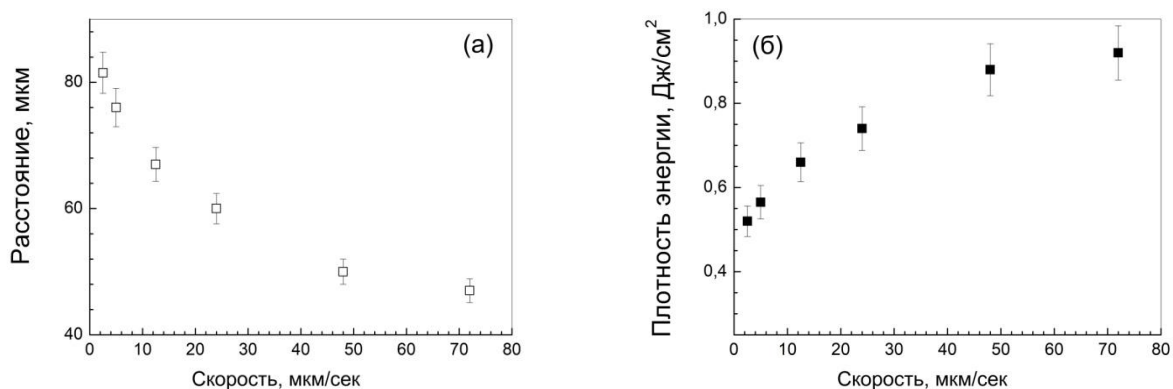 (а)
Расстояние, мкм
80
60
40
0 10 20 30 40 50 60 70 80
Скорость, мкм/сек
(б)
Плотность энергии, Дж/см²
1,0
0,8
0,6
0,4
0 10 20 30 40 50 60 70 80
Скорость, мкм/сек